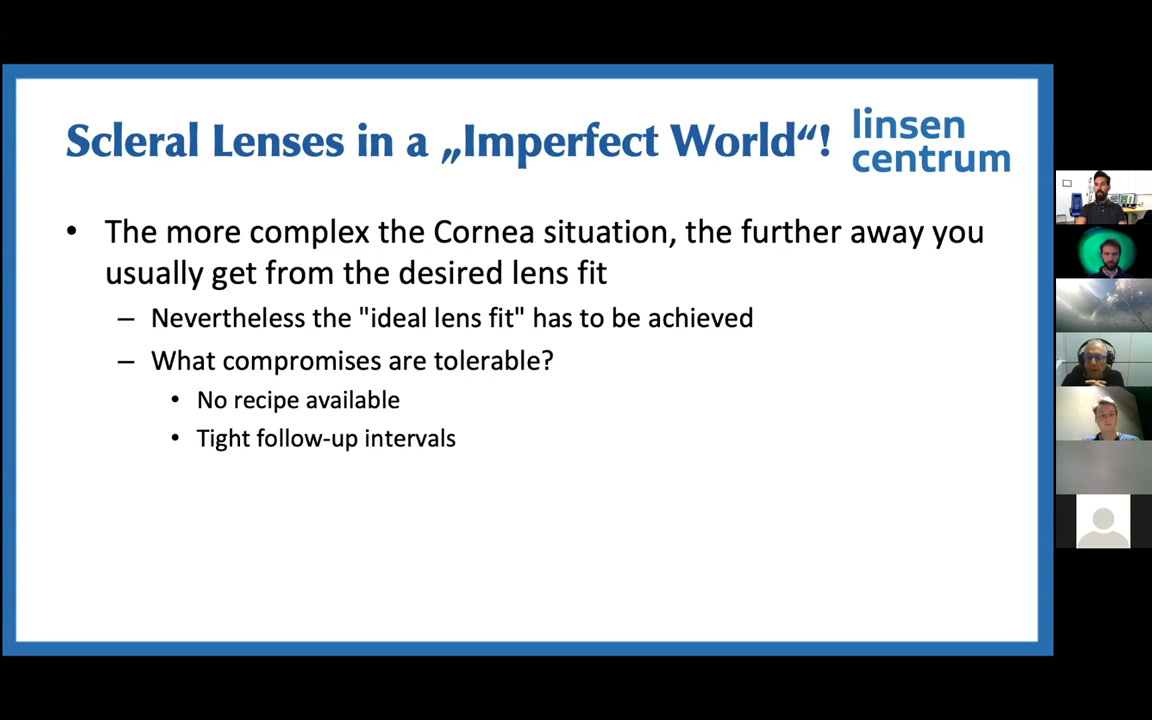 Scleral Lenses in a „Imperfect World“!
linsen
centrum
• The more complex the Cornea situation, the further away you
usually get from the desired lens fit
– Nevertheless the "ideal lens fit" has to be achieved
– What compromises are tolerable?
• No recipe available
• Tight follow-up intervals